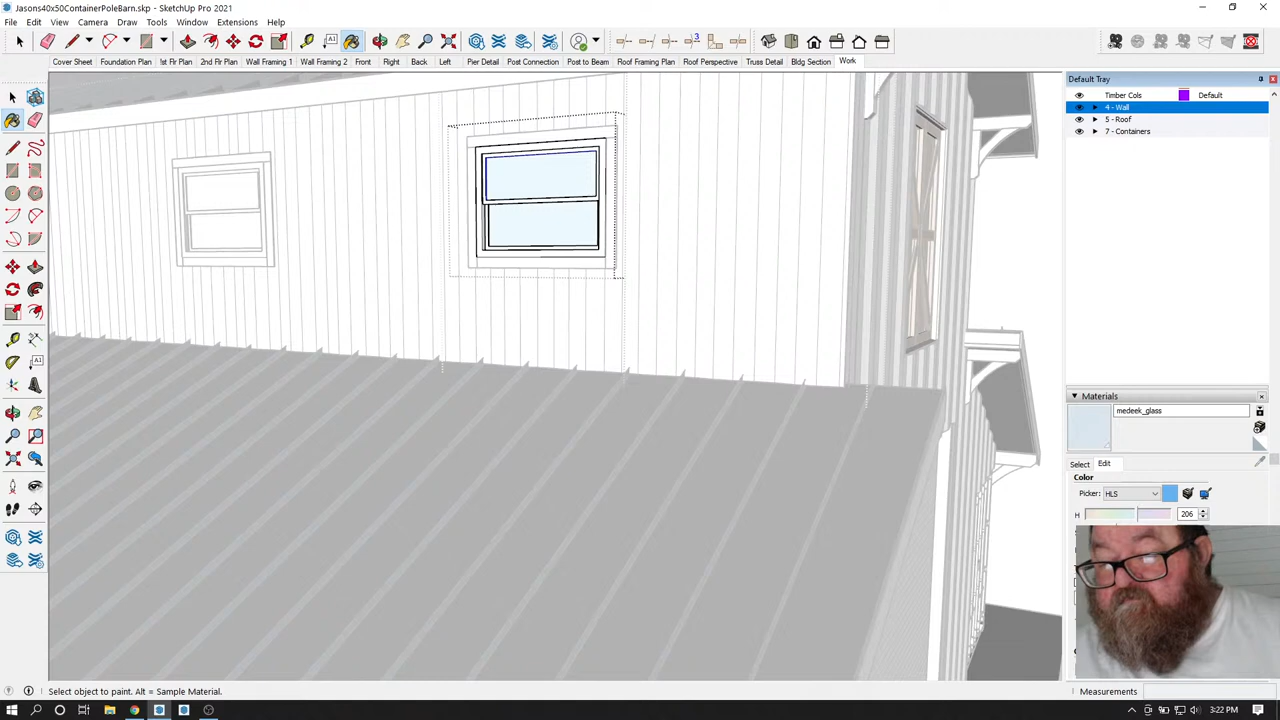 Jasons40x50ContainerPoleBarn.skp - SketchUp Pro 2021
File Edit View Camera Draw Tools Window Extensions Help
Cover Sheet Foundation Plan !st Flr Plan 2nd Flr Plan Wall Framing 1 Wall Framing 2 Front Right Back Left Pier Detail Post Connection Post to Beam Roof Framing Plan Roof Perspective Truss Detail Bldg Section Work
Default Tray
Timber Cols Default
4 - Wall
5 - Roof
7 - Containers
Materials
medeek_glass
Select Edit
Color
Picker: HLS
H 206
Select object to paint. Alt = Sample Material.
Measurements
3:22 PM